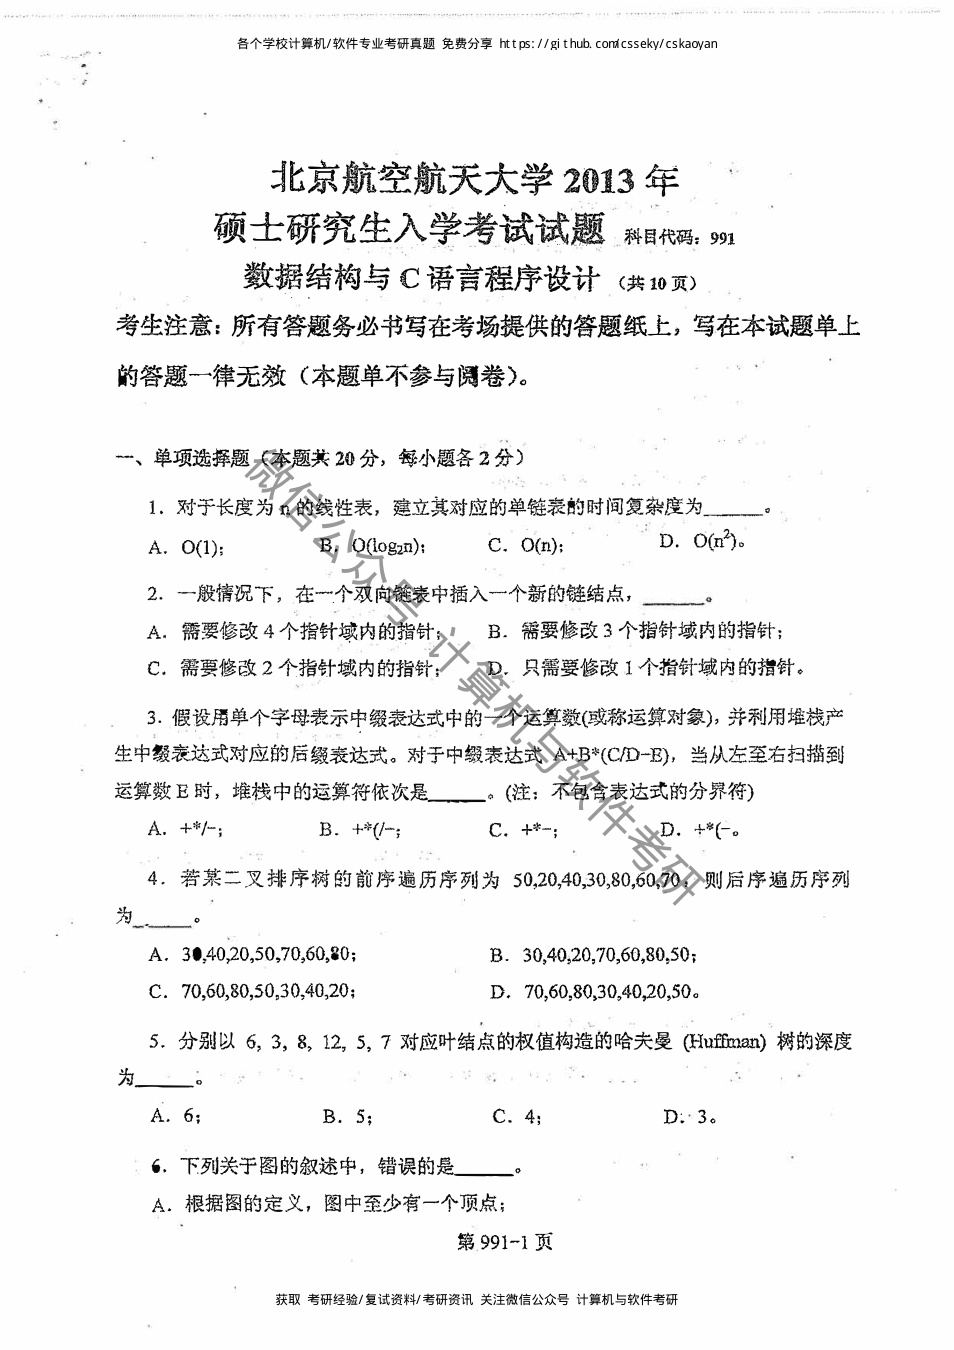 各个学校计算机/软件专业考研真题 免费分享 https://github.com/csseky/cskaoyan
北京航空航天大学 2013 年
硕士研究生入学考试试题 科目代码：991
数据结构与 C 语言程序设计 （共 10 页）
考生注意：所有答题务必书写在考场提供的答题纸上，写在本试题单上
的答题一律无效（本题单不参与阅卷）。
一、单项选择题（本题共 20 分，每小题各 2 分）
1. 对于长度为 n 的线性表，建立其对应的单链表的时间复杂度为______。
A. O(1); B. O(log₂n); C. O(n); D. O(n²)。
2. 一般情况下，在一个双向链表中插入一个新的链结点，______。
A. 需要修改 4 个指针域内的指针； B. 需要修改 3 个指针域内的指针；
C. 需要修改 2 个指针域内的指针； D. 只需要修改 1 个指针域内的指针。
3. 假设用单个字母表示中缀表达式中的一个运算数(或称运算对象)，并利用堆栈产
生中缀表达式对应的后缀表达式。对于中缀表达式 A+B*(C/D-E)，当从左至右扫描到
运算数 E 时，堆栈中的运算符依次是______。(注：不包含表达式的分界符)
A. +*/-; B. +*(/-; C. +*-; D. +*(-。
4. 若某二叉排序树的前序遍历序列为 50,20,40,30,80,60,70，则后序遍历序列
为______。
A. 30,40,20,50,70,60,80; B. 30,40,20,70,60,80,50;
C. 70,60,80,50,30,40,20; D. 70,60,80,30,40,20,50。
5. 分别以 6, 3, 8, 12, 5, 7 对应叶结点的权值构造的哈夫曼 (Huffman) 树的深度
为______。
A. 6; B. 5; C. 4; D. 3。
6. 下列关于图的叙述中，错误的是______。
A. 根据图的定义，图中至少有一个顶点；
第 991-1 页
获取 考研经验/复试资料/考研资讯 关注微信公众号 计算机与软件考研
微信公众号 计算机与软件考研